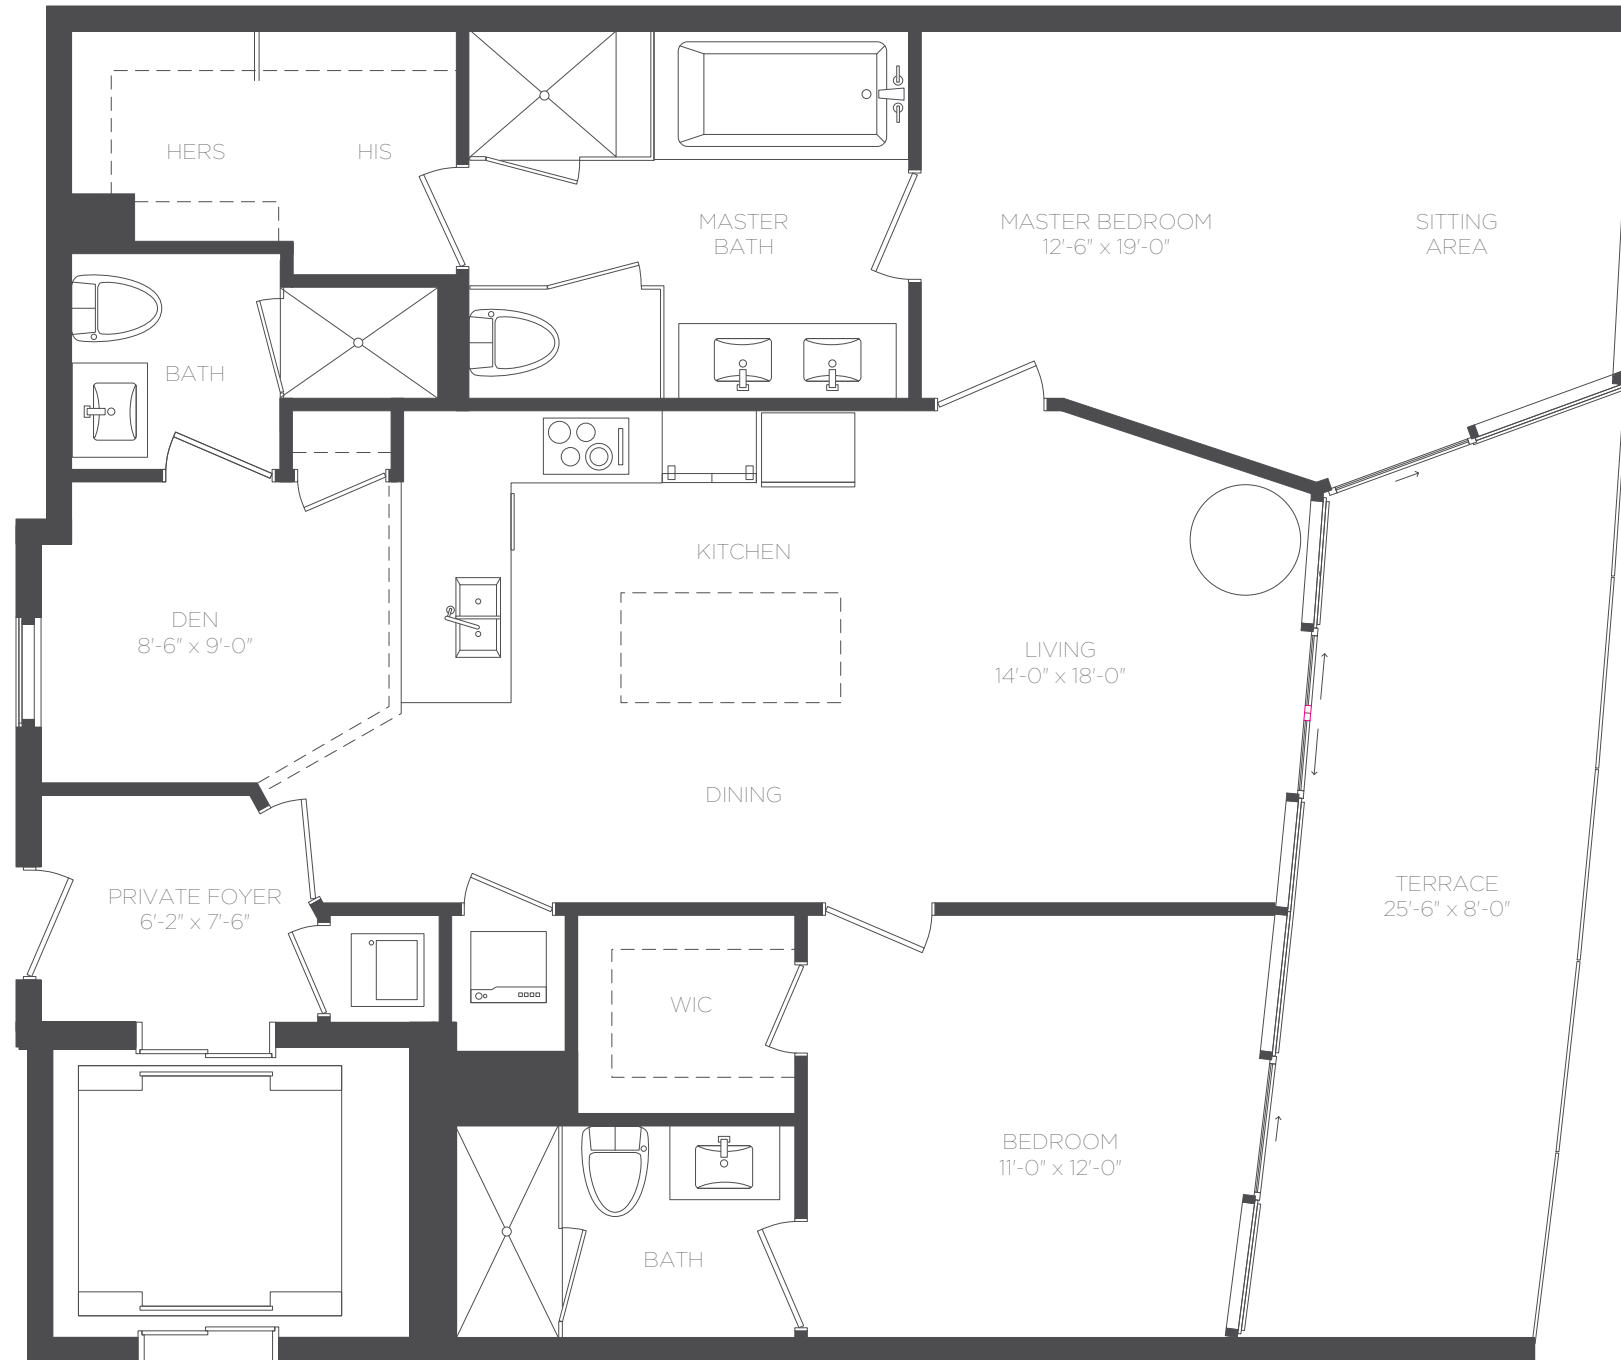 HERS
HIS
MASTER
BATH
MASTER BEDROOM
12'-6" x 19'-0"
SITTING
AREA
BATH
KITCHEN
DEN
8'-6" x 9'-0"
LIVING
14'-0" x 18'-0"
DINING
PRIVATE FOYER
6'-2" x 7'-6"
TERRACE
25'-6" x 8'-0"
WIC
BEDROOM
11'-0" x 12'-0"
BATH